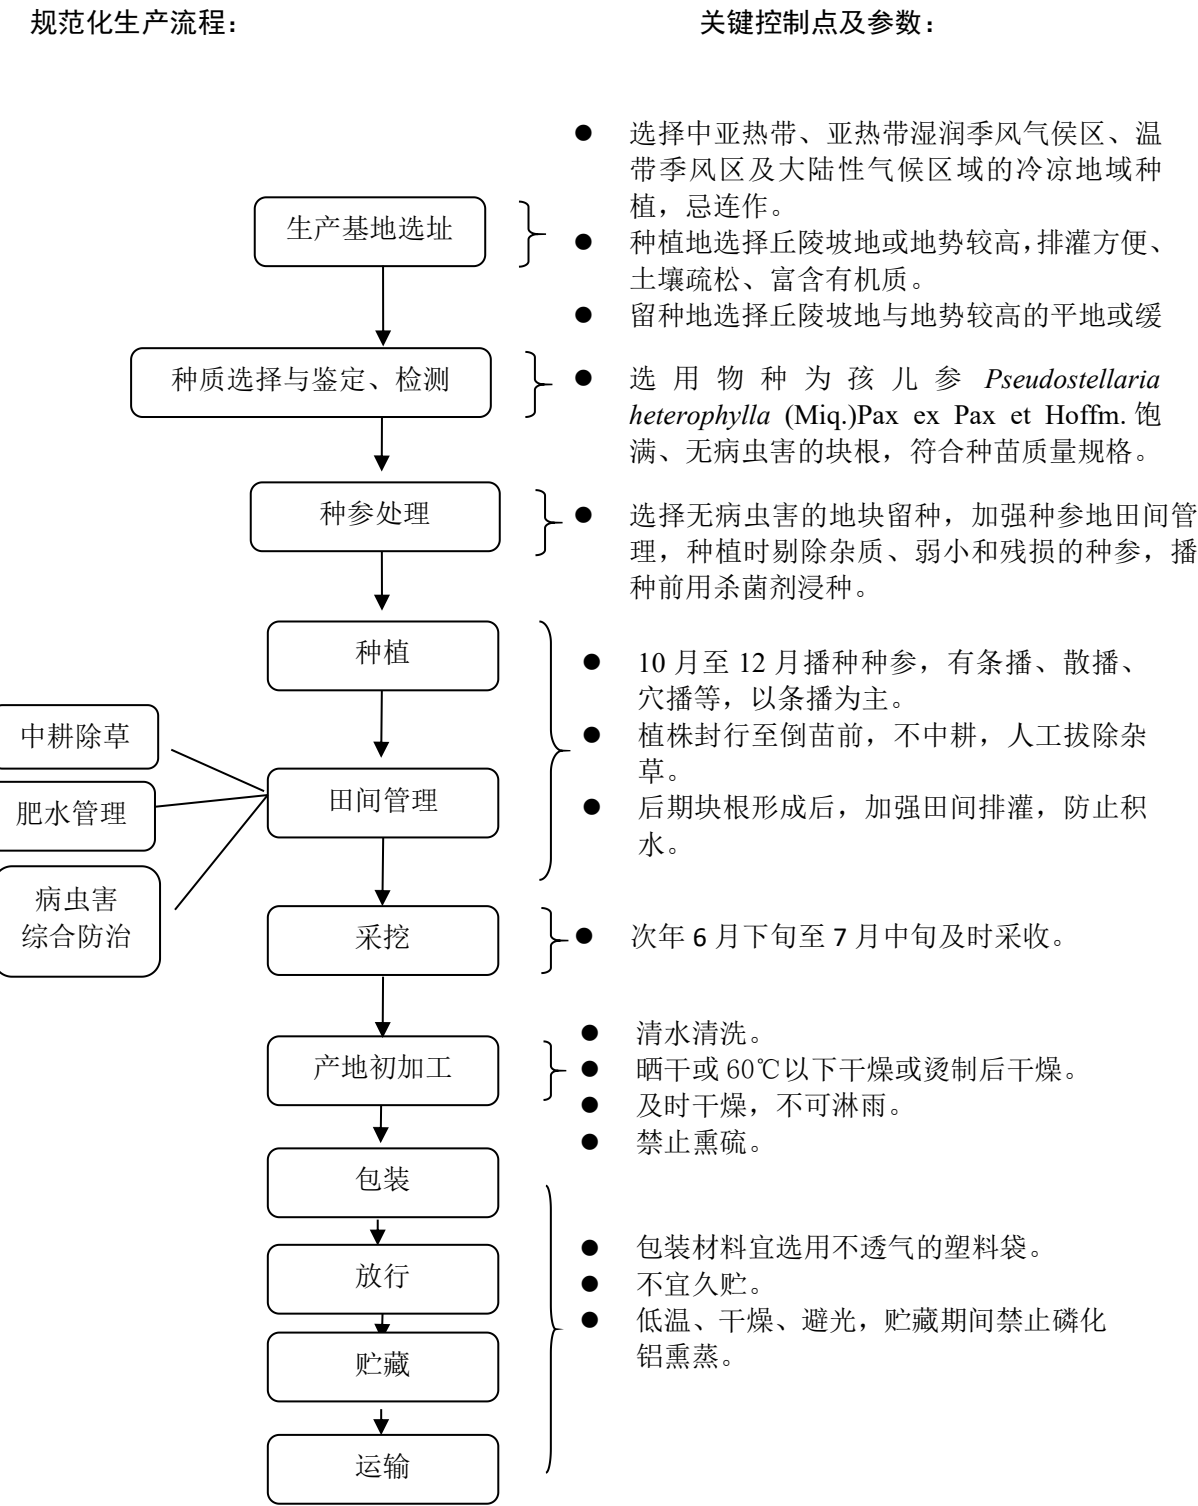 规范化生产流程：
关键控制点及参数：
生产基地选址
选择中亚热带、亚热带湿润季风气侯区、温
带季风区及大陆性气候区域的冷凉地域种
植，忌连作。
种植地选择丘陵坡地或地势较高，排灌方便、
土壤疏松、富含有机质。
留种地选择丘陵坡地与地势较高的平地或缓
种质选择与鉴定、检测
选用物种为孩儿参 Pseudostellaria
heterophylla (Miq.)Pax ex Pax et Hoffm. 饱
满、无病虫害的块根，符合种苗质量规格。
种参处理
选择无病虫害的地块留种，加强种参地田间管
理，种植时剔除杂质、弱小和残损的种参，播
种前用杀菌剂浸种。
种植
中耕除草
肥水管理
病虫害
综合防治
田间管理
10 月至 12 月播种种参，有条播、散播、
穴播等，以条播为主。
植株封行至倒苗前，不中耕，人工拔除杂
草。
后期块根形成后，加强田间排灌，防止积
水。
采挖
次年 6 月下旬至 7 月中旬及时采收。
产地初加工
清水清洗。
晒干或 60℃以下干燥或烫制后干燥。
及时干燥，不可淋雨。
禁止熏硫。
包装
放行
贮藏
运输
包装材料宜选用不透气的塑料袋。
不宜久贮。
低温、干燥、避光，贮藏期间禁止磷化
铝熏蒸。